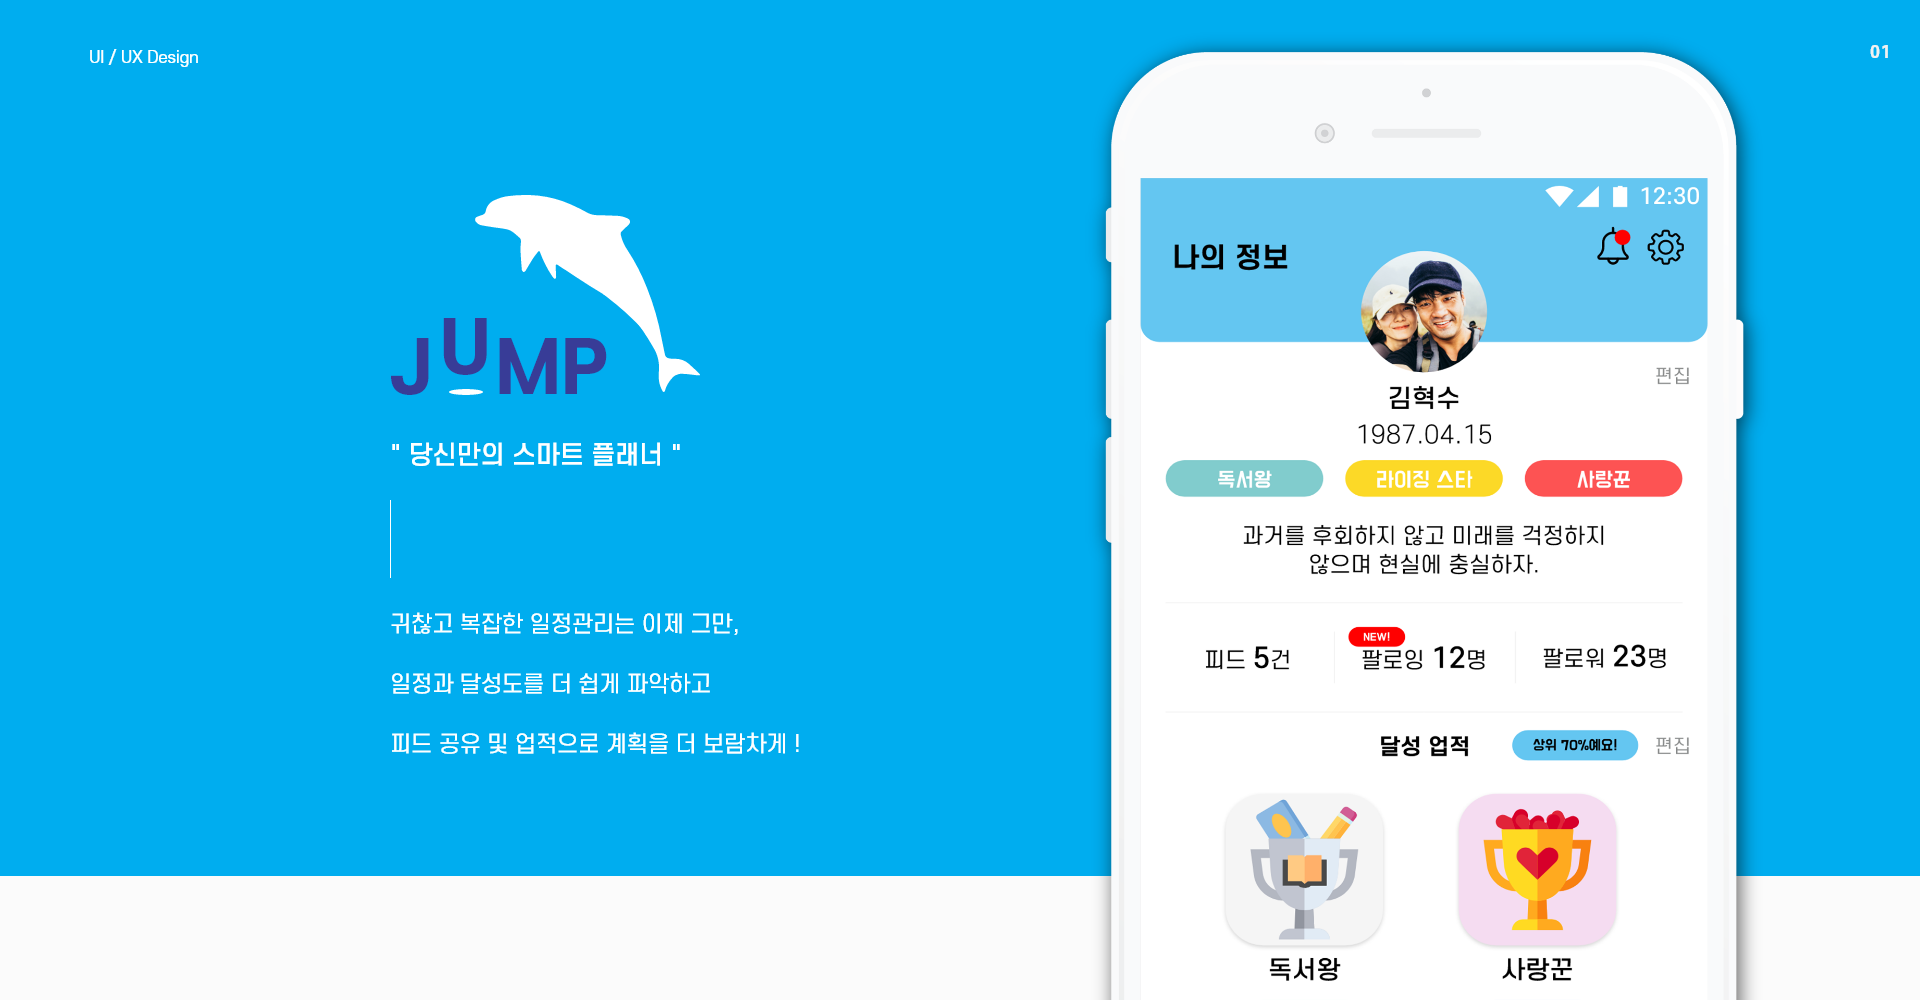 UI / UX Design
01
JUMP
" 당신만의 스마트 플래너 "
귀찮고 복잡한 일정관리는 이제 그만,
일정과 달성도를 더 쉽게 파악하고
피드 공유 및 업적으로 계획을 더 보람차게 !
12:30
나의 정보
편집
김혁수
1987.04.15
독서왕 라이징 스타 사랑꾼
과거를 후회하지 않고 미래를 걱정하지
않으며 현실에 충실하자.
NEW!
피드 5건 팔로잉 12명 팔로워 23명
달성 업적 상위 70%예요! 편집
독서왕 사랑꾼